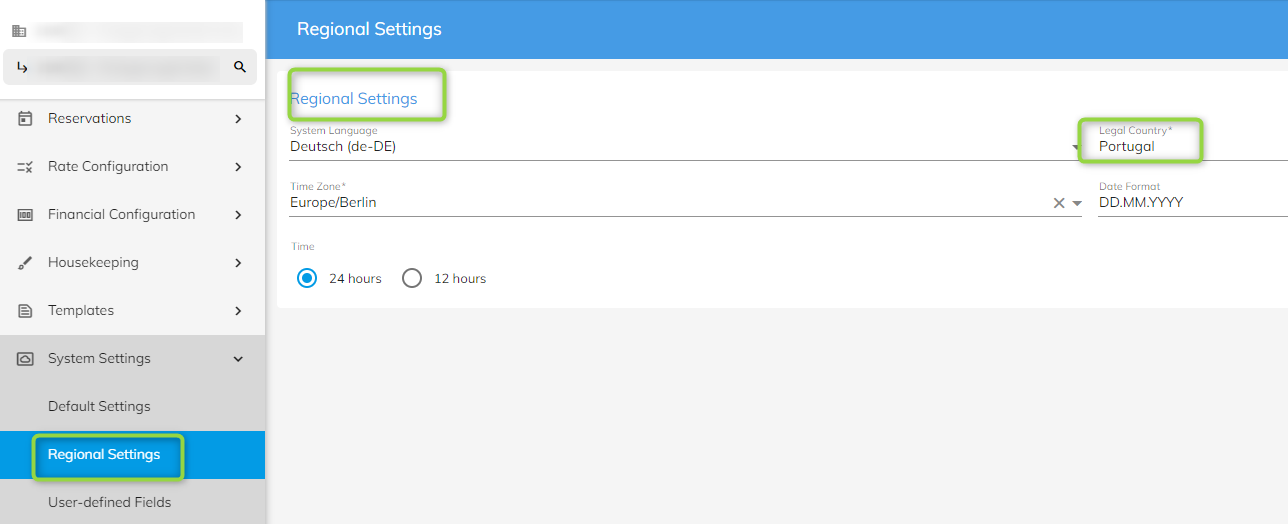 Regional Settings
Reservations
Rate Configuration
Financial Configuration
Housekeeping
Templates
System Settings
Default Settings
Regional Settings
User-defined Fields
Regional Settings
System Language
Deutsch (de-DE)
Legal Country*
Portugal
Time Zone*
Europe/Berlin
Date Format
DD.MM.YYYY
Time
24 hours
12 hours